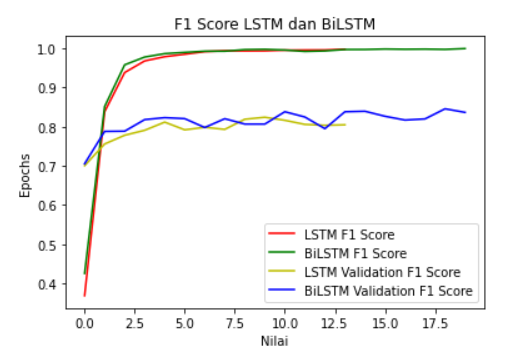 F1 Score LSTM dan BiLSTM
1.0
0.9
0.8
0.7
0.6
0.5
0.4
Epochs
LSTM F1 Score
BiLSTM F1 Score
LSTM Validation F1 Score
BiLSTM Validation F1 Score
0.0 2.5 5.0 7.5 10.0 12.5 15.0 17.5
Nilai